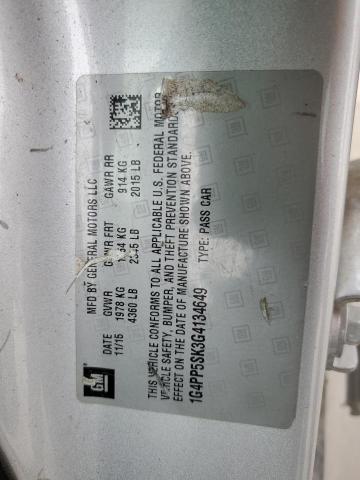 GM
MFD BY GENERAL MOTORS LLC
DATE GVWR GAWR FRT GAWR RR
11/15 1978 KG KG 914 KG
4360 LB LB 2015 LB
THIS VEHICLE CONFORMS TO ALL APPLICABLE U.S. FEDERAL MOTOR
VEHICLE SAFETY, BUMPER, AND THEFT PREVENTION STANDARDS
EFFECT ON THE DATE OF MANUFACTURE SHOWN ABOVE.
1G4PP5SK3G4134649 TYPE: PASS CAR